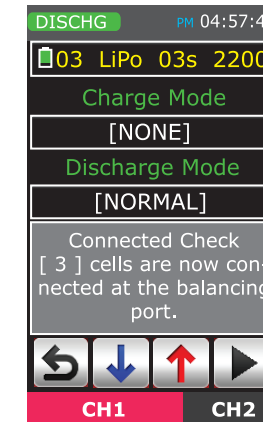 DISCHG PM 04:57:4
03 LiPo 03s 2200
Charge Mode
[NONE]
Discharge Mode
[NORMAL]
Connected Check
[ 3 ] cells are now con-
nected at the balancing
port.
CH1 CH2